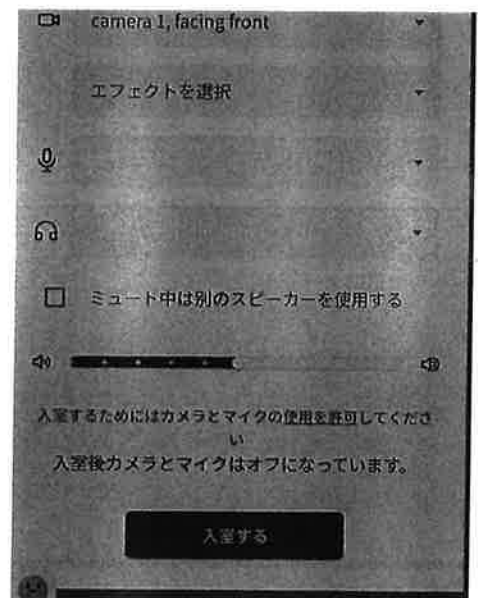 camera 1, facing front
エフェクトを選択
ミュート中は別のスピーカーを使用する
入室するためにはカメラとマイクの使用を許可してくださ
い
入室後カメラとマイクはオフになっています。
入室する